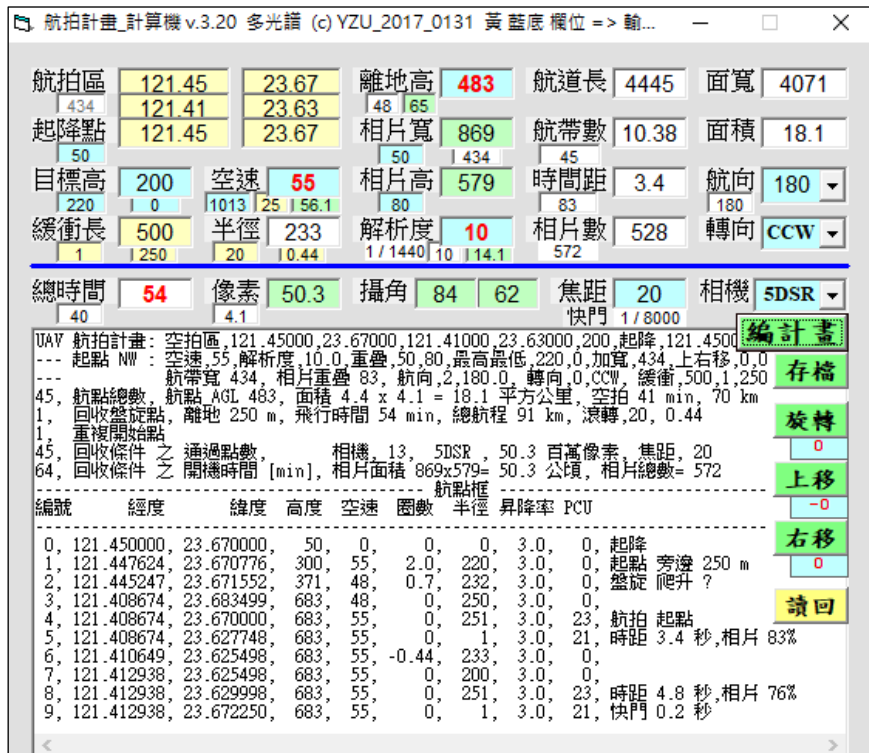 航拍計畫_計算機 v.3.20 多光譜 (c) YZU_2017_0131 黃 藍底 欄位 => 輸...
航拍區 121.45 23.67 離地高 483 航道長 4445 面寬 4071
434 121.41 23.63 48 65
起降點 121.45 23.67 相片寬 869 航帶數 10.38 面積 18.1
50 50 434 45
目標高 200 空速 55 相片高 579 時間距 3.4 航向 180
220 0 1013 25 56.1 80 83 180
緩衝長 500 半徑 233 解析度 10 相片數 528 轉向 CCW
1 250 20 0.44 1 / 1440 10 14.1 572
總時間 54 像素 50.3 攝角 84 62 焦距 20 相機 5DSR
40 4.1 快門 1 / 8000
編計畫
存檔
旋轉
0
上移
-0
右移
0
讀回
UAV 航拍計畫: 空拍區,121.45000,23.67000,121.41000,23.63000,200,起降,121.4500
--- 起點 NW : 空速,55,解析度,10.0,重疊,50,80,最高最低,220,0,加寬,434,上右移,0,0
--- 航帶寬 434, 相片重疊 83, 航向,2,180.0, 轉向,0,CCW, 緩衝,500,1,250
45, 航點總數, 航點 AGL 483, 面積 4.4 x 4.1 = 18.1 平方公里, 空拍 41 min, 70 km
1, 回收盤旋點, 離地 250 m, 飛行時間 54 min, 總航程 91 km, 滾轉,20, 0.44
1, 重複開始點
45, 回收條件 之 通過點數, 相機, 13, 5DSR , 50.3 百萬像素, 焦距, 20
64, 回收條件 之 開機時間 [min], 相片面積 869x579= 50.3 公頃, 相片總數= 572
------------------------------ 航點框 ------------------------------
編號 經度 緯度 高度 空速 圈數 半徑 昇降率 PCU
------------------------------------------------------------
0, 121.450000, 23.670000, 50, 0, 0, 0, 3.0, 0, 起降
1, 121.447624, 23.670776, 300, 55, 2.0, 220, 3.0, 0, 起點 旁邊 250 m
2, 121.445247, 23.671552, 371, 48, 0.7, 232, 3.0, 0, 盤旋 爬升 ?
3, 121.408674, 23.683499, 683, 48, 0, 250, 3.0, 0,
4, 121.408674, 23.670000, 683, 55, 0, 251, 3.0, 23, 航拍 起點
5, 121.408674, 23.627748, 683, 55, 0, 1, 3.0, 21, 時距 3.4 秒,相片 83%
6, 121.410649, 23.625498, 683, 55, -0.44, 233, 3.0, 0,
7, 121.412938, 23.625498, 683, 55, 0, 200, 3.0, 0,
8, 121.412938, 23.629998, 683, 55, 0, 251, 3.0, 23, 時距 4.8 秒,相片 76%
9, 121.412938, 23.672250, 683, 55, 0, 1, 3.0, 21, 快門 0.2 秒